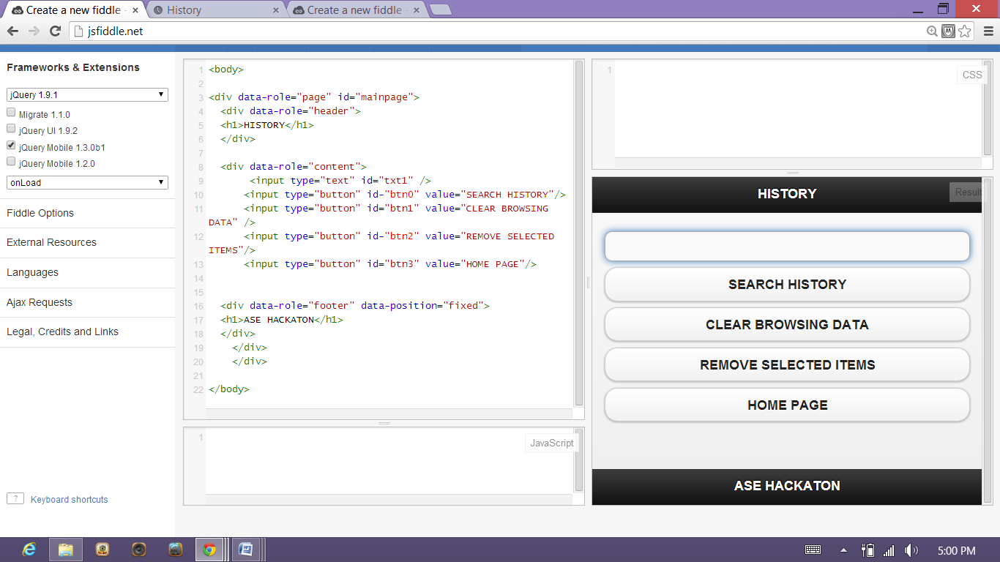 Create a new fiddle -
History
Create a new fiddle -
jsfiddle.net
Frameworks & Extensions
jQuery 1.9.1
Migrate 1.1.0
jQuery UI 1.9.2
jQuery Mobile 1.3.0b1
jQuery Mobile 1.2.0
onLoad
Fiddle Options
External Resources
Languages
Ajax Requests
Legal, Credits and Links
? Keyboard shortcuts
1 <body>
2
3 <div data-role="page" id="mainpage">
4 <div data-role="header">
5 <h1>HISTORY</h1>
6 </div>
7
8 <div data-role="content">
9 <input type="text" id="txt1" />
10 <input type="button" id-"btn0" value="SEARCH HISTORY"/>
11 <input type="button" id="btn1" value="CLEAR BROWSING
DATA" />
12 <input type="button" id-"btn2" value="REMOVE SELECTED
ITEMS"/>
13 <input type="button" id="btn3" value="HOME PAGE"/>
14
15
16 <div data-role="footer" data-position="fixed">
17 <h1>ASE HACKATON</h1>
18 </div>
19 </div>
20 </div>
21
22 </body>
1
JavaScript
1
CSS
HISTORY
Result
SEARCH HISTORY
CLEAR BROWSING DATA
REMOVE SELECTED ITEMS
HOME PAGE
ASE HACKATON
5:00 PM